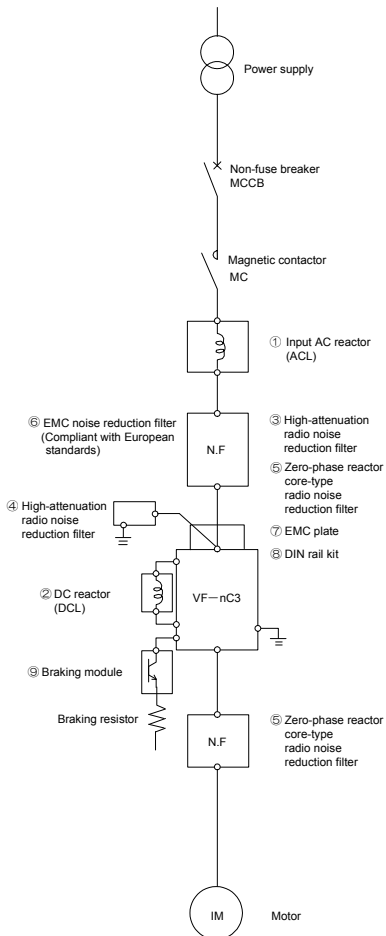 Power supply
Non-fuse breaker
MCCB
Magnetic contactor
MC
① Input AC reactor
(ACL)
⑥ EMC noise reduction filter
(Compliant with European
standards)
N.F
③ High-attenuation
radio noise
reduction filter
⑤ Zero-phase reactor
core-type
radio noise
reduction filter
④ High-attenuation
radio noise
reduction filter
⑦ EMC plate
⑧ DIN rail kit
② DC reactor
(DCL)
VF－nC3
⑨ Braking module
Braking resistor
N.F
⑤ Zero-phase reactor
core-type
radio noise
reduction filter
IM
Motor